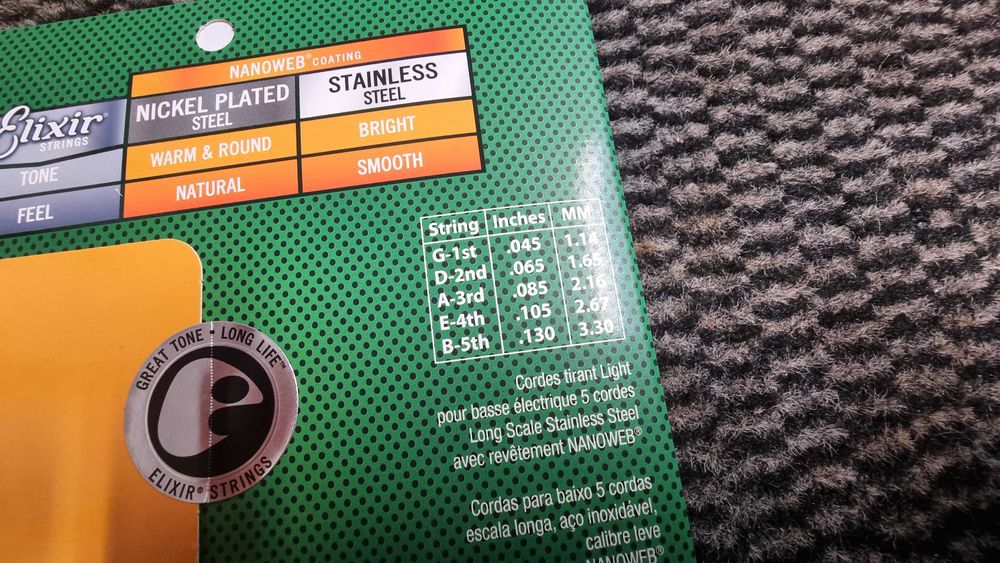 NANOWEB® COATING
Elixir®
STRINGS
NICKEL PLATED
STEEL
STAINLESS
STEEL
TONE
WARM & ROUND
BRIGHT
FEEL
NATURAL
SMOOTH
String Inches MM
G-1st .045 1.14
D-2nd .065 1.65
A-3rd .085 2.16
E-4th .105 2.67
B-5th .130 3.30
GREAT TONE • LONG LIFE™
ELIXIR® STRINGS
Cordes tirant Light
pour basse électrique 5 cordes
Long Scale Stainless Steel
avec revêtement NANOWEB®
Cordas para baixo 5 cordas
escala longa, aço inoxidável,
calibre leve
NANOWEB®